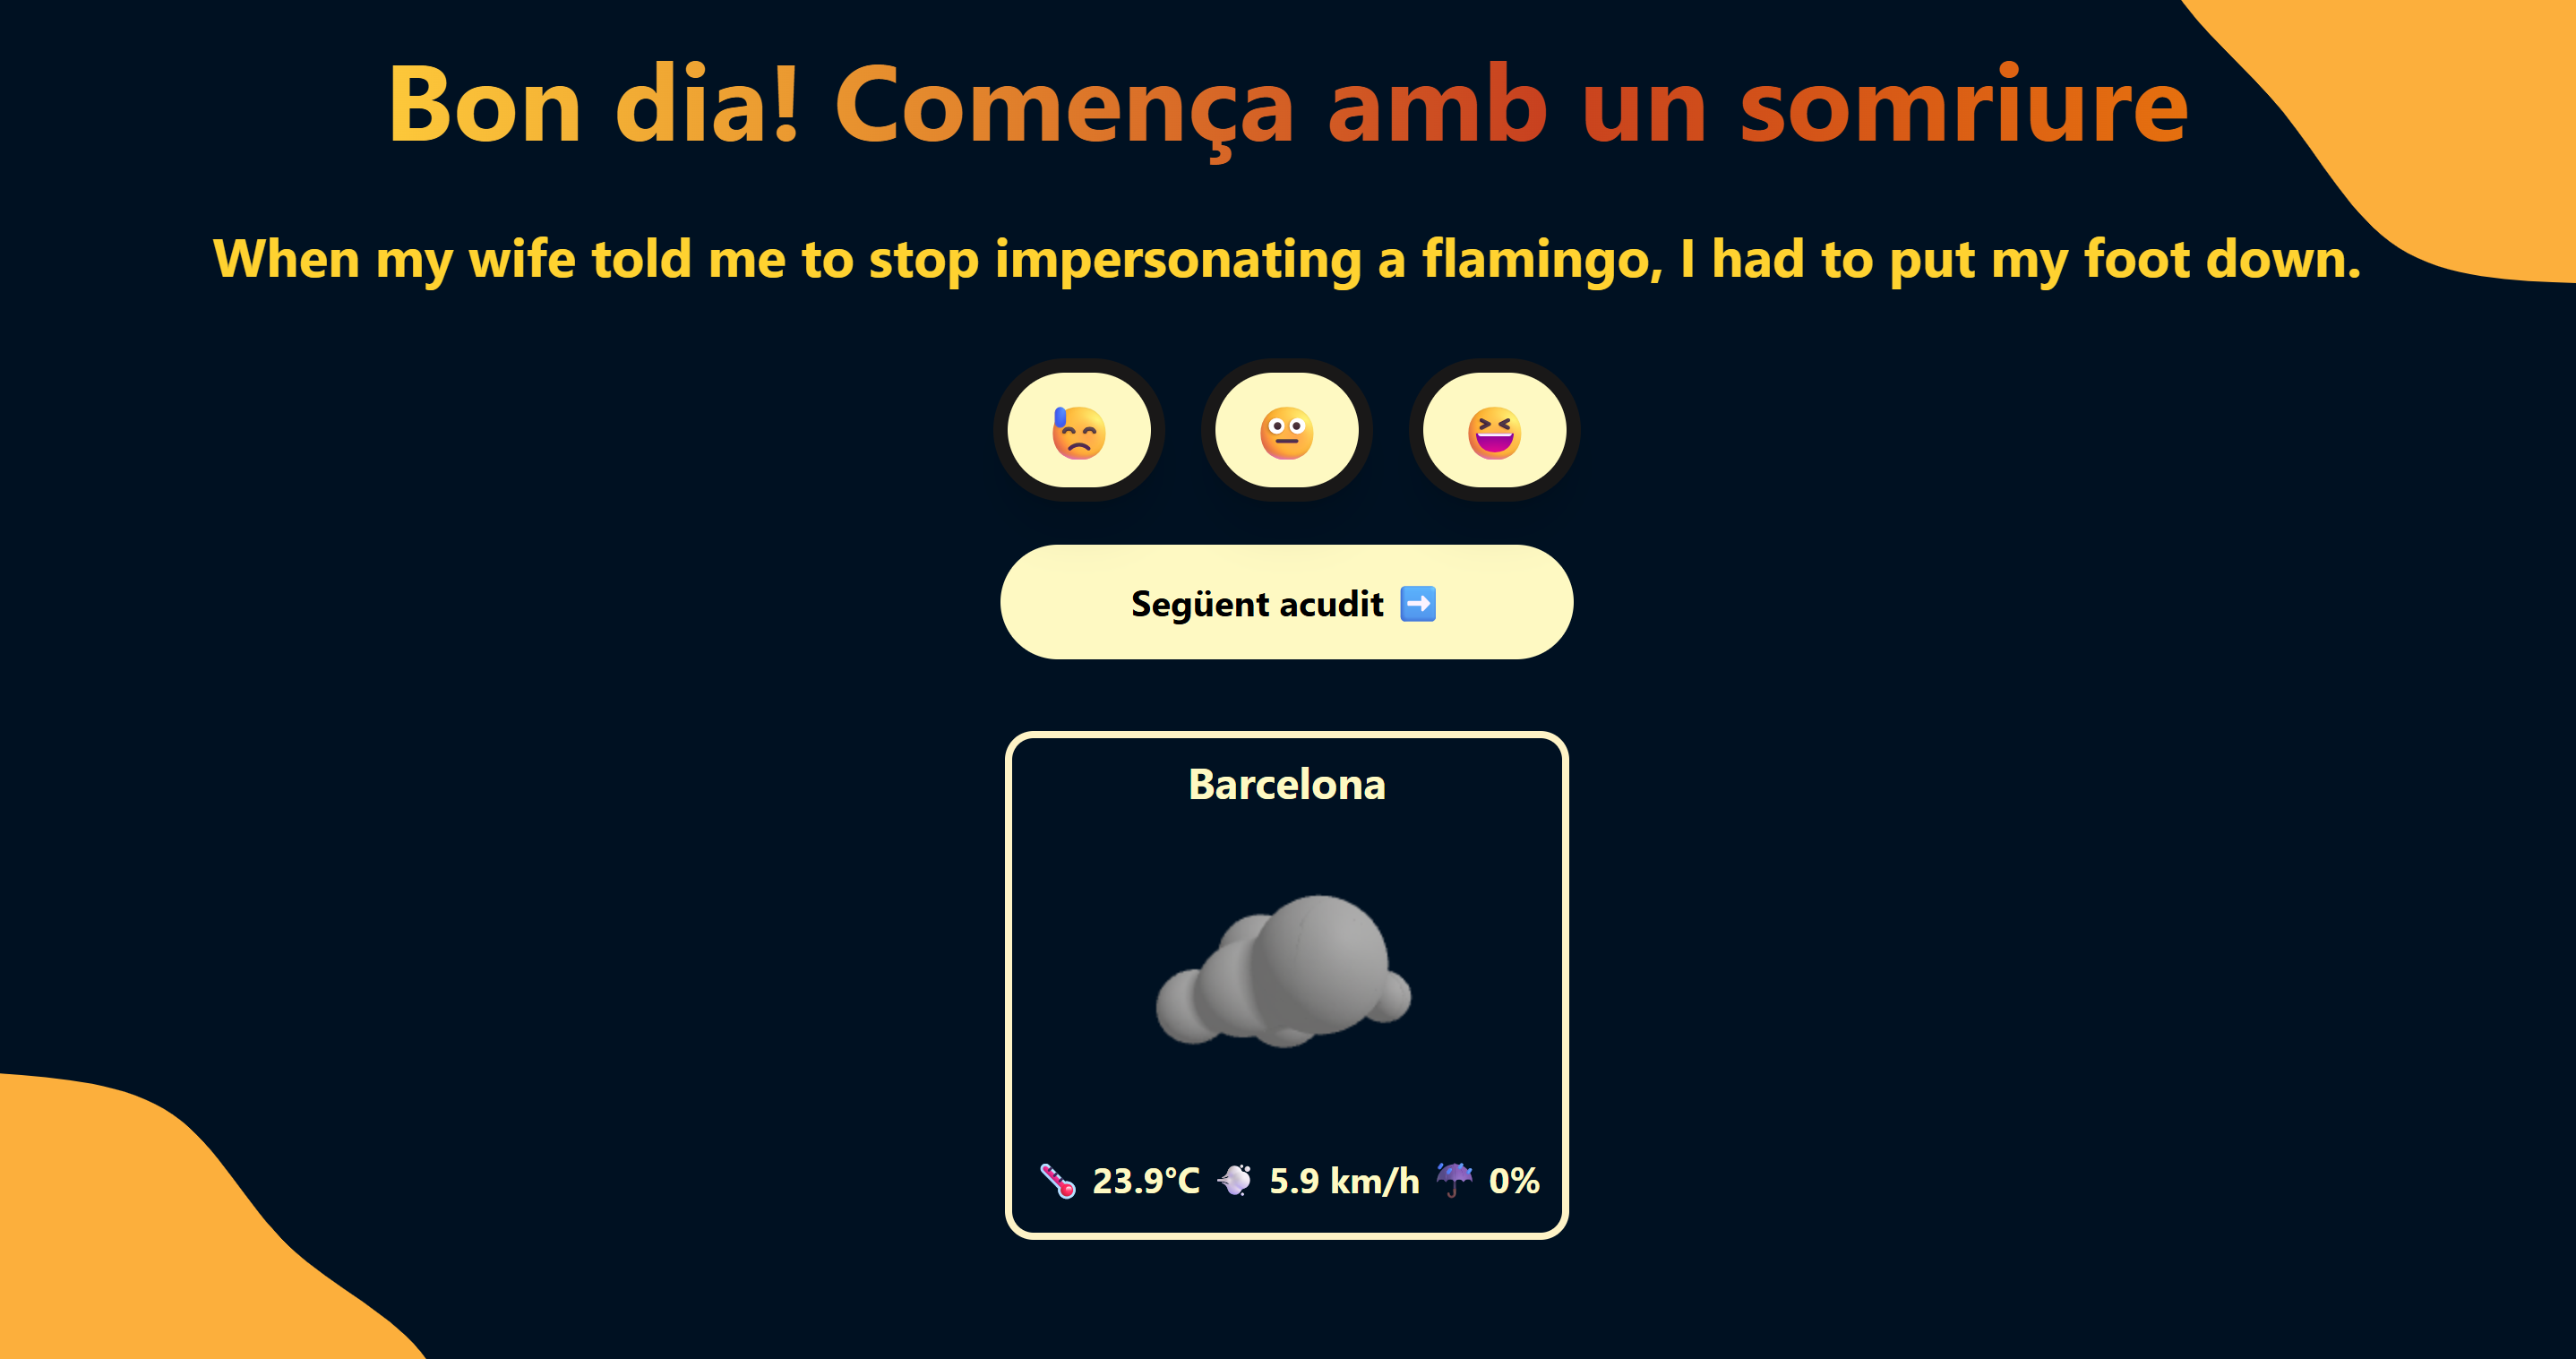 Bon dia! Comença amb un somriure
When my wife told me to stop impersonating a flamingo, I had to put my foot down.
Següent acudit ➡️
Barcelona
23.9°C 5.9 km/h 0%